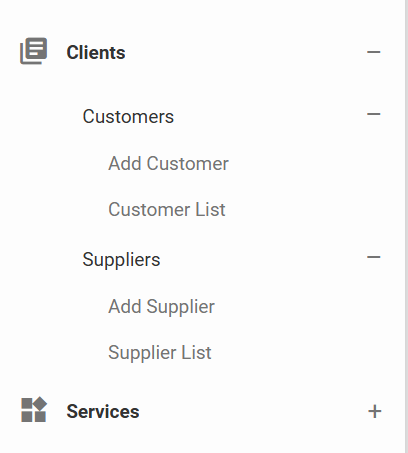 Clients
Customers
Add Customer
Customer List
Suppliers
Add Supplier
Supplier List
Services